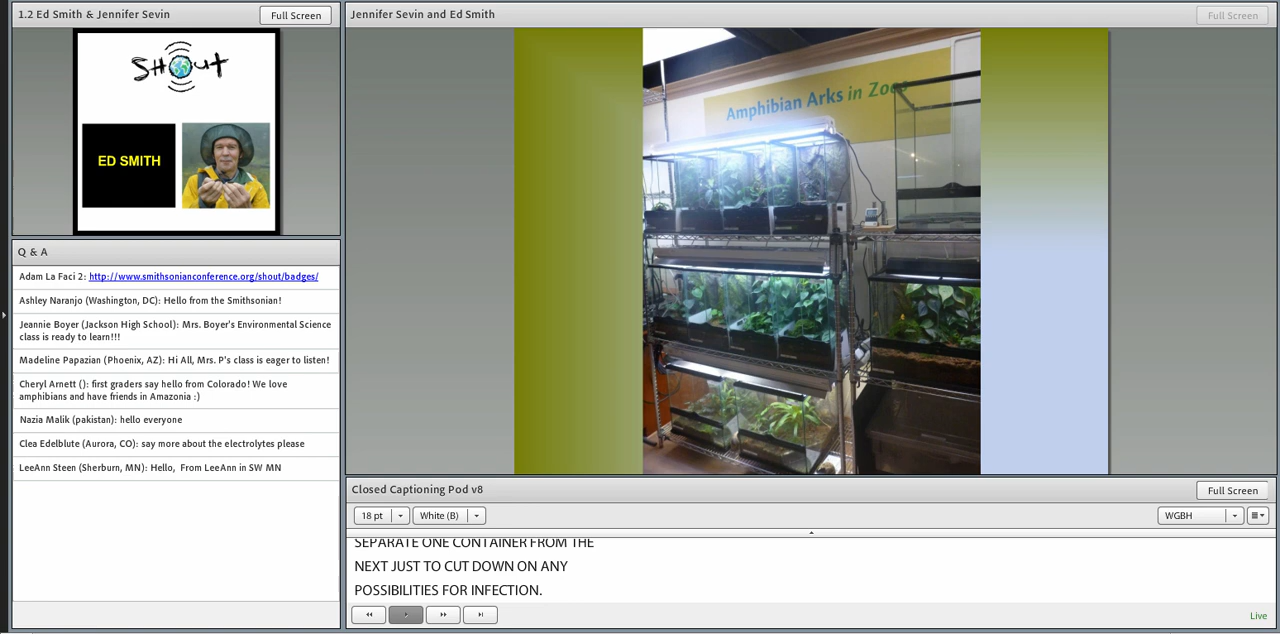 1.2 Ed Smith & Jennifer Sevin
Full Screen
SHOUT
ED SMITH
Q & A
Adam La Faci 2: http://www.smithsonianconference.org/shout/badges/
Ashley Naranjo (Washington, DC): Hello from the Smithsonian!
Jeannie Boyer (Jackson High School): Mrs. Boyer's Environmental Science
class is ready to learn!!!
Madeline Papazian (Phoenix, AZ): Hi All, Mrs. P's class is eager to listen!
Cheryl Arnett (): first graders say hello from Colorado! We love
amphibians and have friends in Amazonia :)
Nazia Malik (pakistan): hello everyone
Clea Edelblute (Aurora, CO): say more about the electrolytes please
LeeAnn Steen (Sherburn, MN): Hello, From LeeAnn in SW MN
Jennifer Sevin and Ed Smith
Full Screen
Amphibian Arks in Zoos
Closed Captioning Pod v8
Full Screen
18 pt
White (B)
WGBH
SEPARATE ONE CONTAINER FROM THE
NEXT JUST TO CUT DOWN ON ANY
POSSIBILITIES FOR INFECTION.
Live